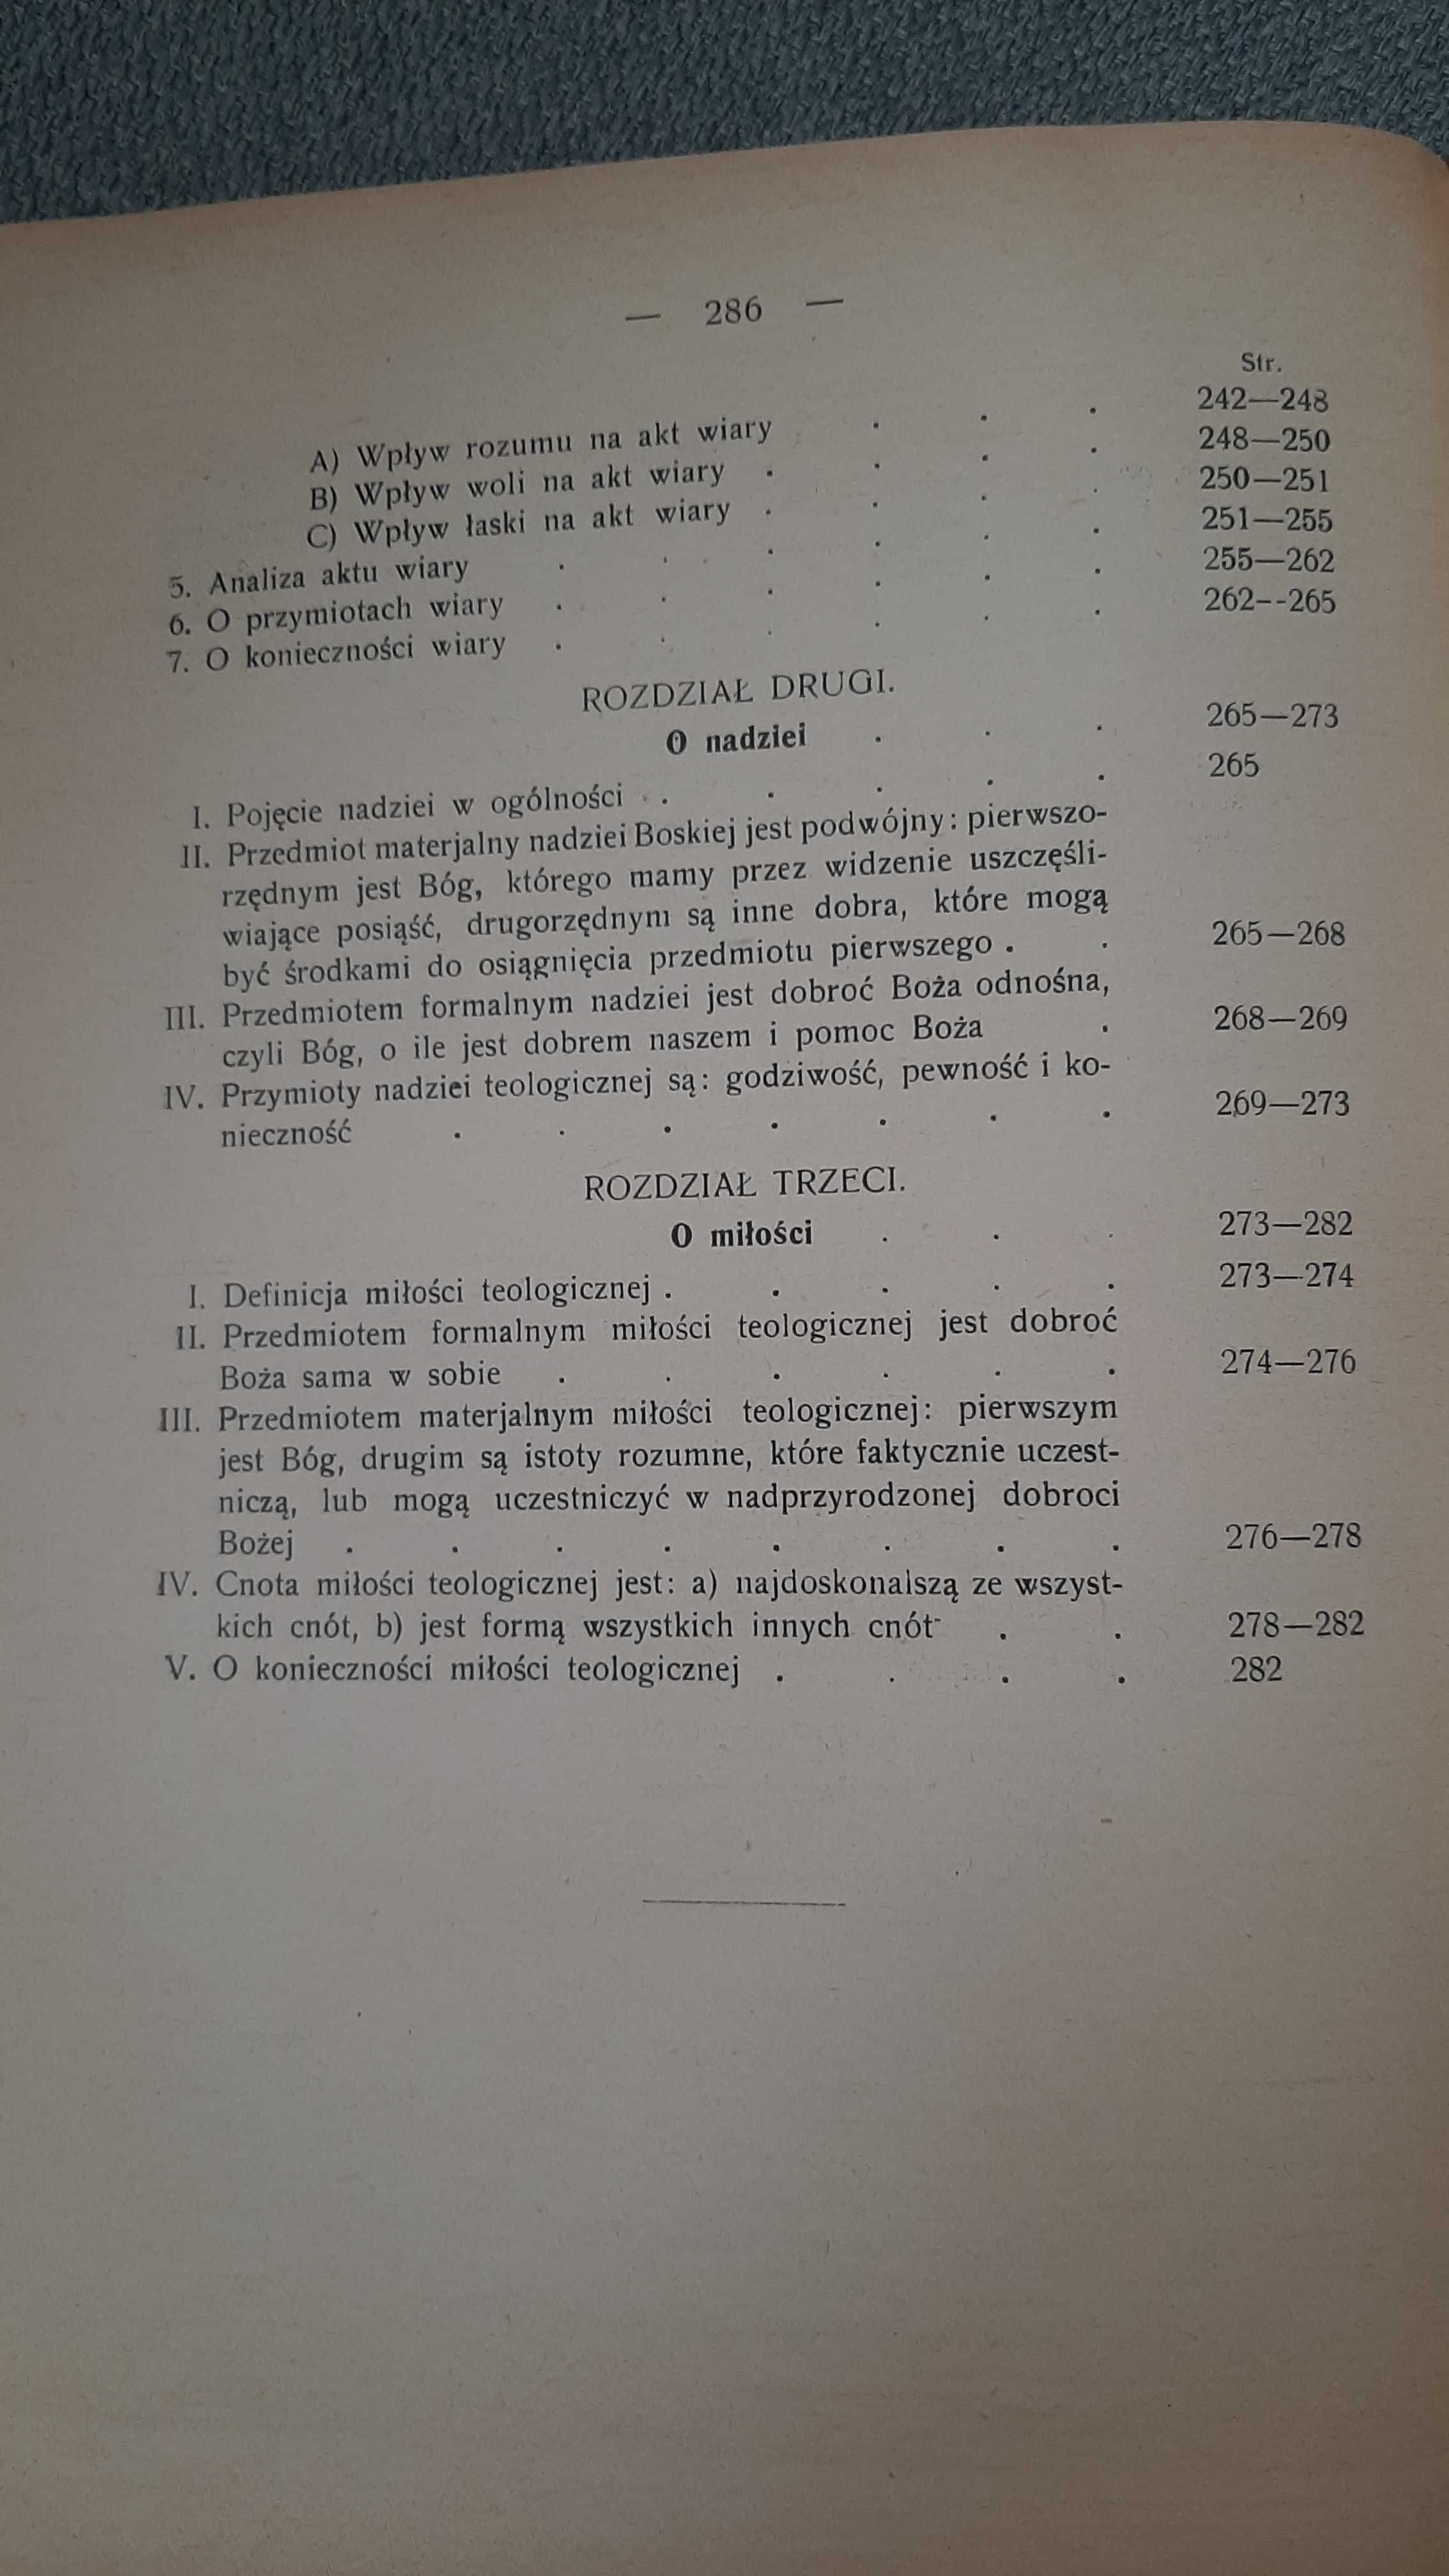 — 286 —
Str.
A) Wpływ rozumu na akt wiary . . . 242—248
B) Wpływ woli na akt wiary . . . . 248—250
C) Wpływ łaski na akt wiary . . . . 250—251
5. Analiza aktu wiary . . . . . . 251—255
6. O przymiotach wiary . . . . . . 255—262
7. O konieczności wiary . . . . . . 262--265
ROZDZIAŁ DRUGI.
O nadziei . . . 265—273
I. Pojęcie nadziei w ogólności . . . . . 265
II. Przedmiot materjalny nadziei Boskiej jest podwójny: pierwszo-
rzędnym jest Bóg, którego mamy przez widzenie uszczęśli-
wiające posiąść, drugorzędnym są inne dobra, które mogą
być środkami do osiągnięcia przedmiotu pierwszego . . 265—268
III. Przedmiotem formalnym nadziei jest dobroć Boża odnośna,
czyli Bóg, o ile jest dobrem naszem i pomoc Boża . 268—269
IV. Przymioty nadziei teologicznej są: godziwość, pewność i ko-
nieczność . . . . . . . 269—273
ROZDZIAŁ TRZECI.
O miłości . . . 273—282
I. Definicja miłości teologicznej . . . . . 273—274
II. Przedmiotem formalnym miłości teologicznej jest dobroć
Boża sama w sobie . . . . . . 274—276
III. Przedmiotem materjalnym miłości teologicznej: pierwszym
jest Bóg, drugim są istoty rozumne, które faktycznie uczest-
niczą, lub mogą uczestniczyć w nadprzyrodzonej dobroci
Bożej . . . . . . . . 276—278
IV. Cnota miłości teologicznej jest: a) najdoskonalszą ze wszyst-
kich cnót, b) jest formą wszystkich innych cnót . . 278—282
V. O konieczności miłości teologicznej . . . . 282